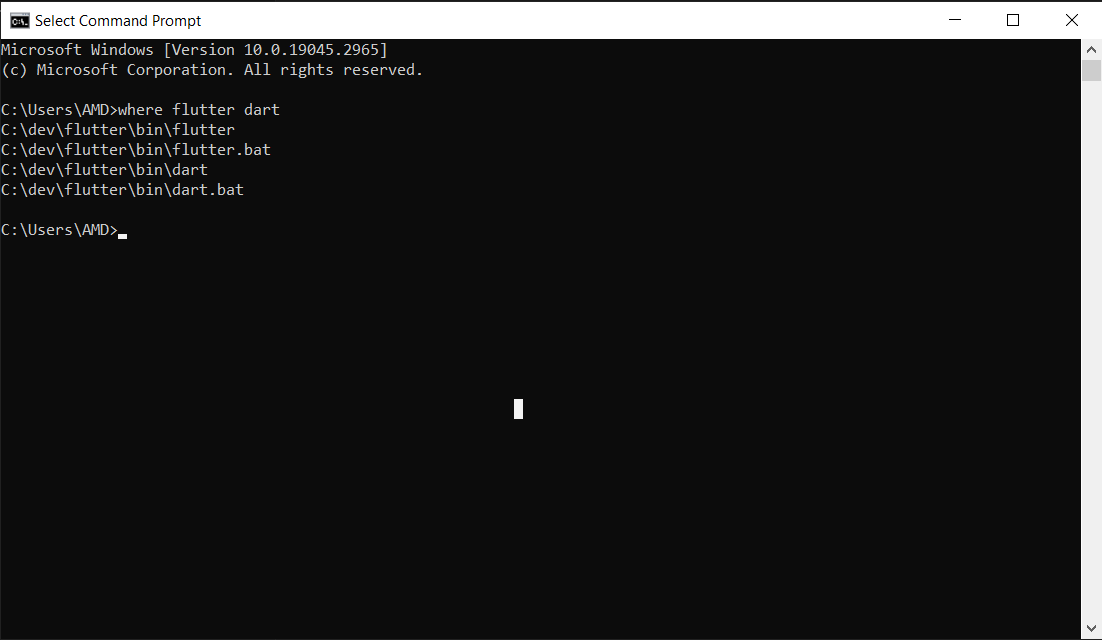 Select Command Prompt
Microsoft Windows [Version 10.0.19045.2965]
(c) Microsoft Corporation. All rights reserved.
C:\Users\AMD>where flutter dart
C:\dev\flutter\bin\flutter
C:\dev\flutter\bin\flutter.bat
C:\dev\flutter\bin\dart
C:\dev\flutter\bin\dart.bat
C:\Users\AMD>